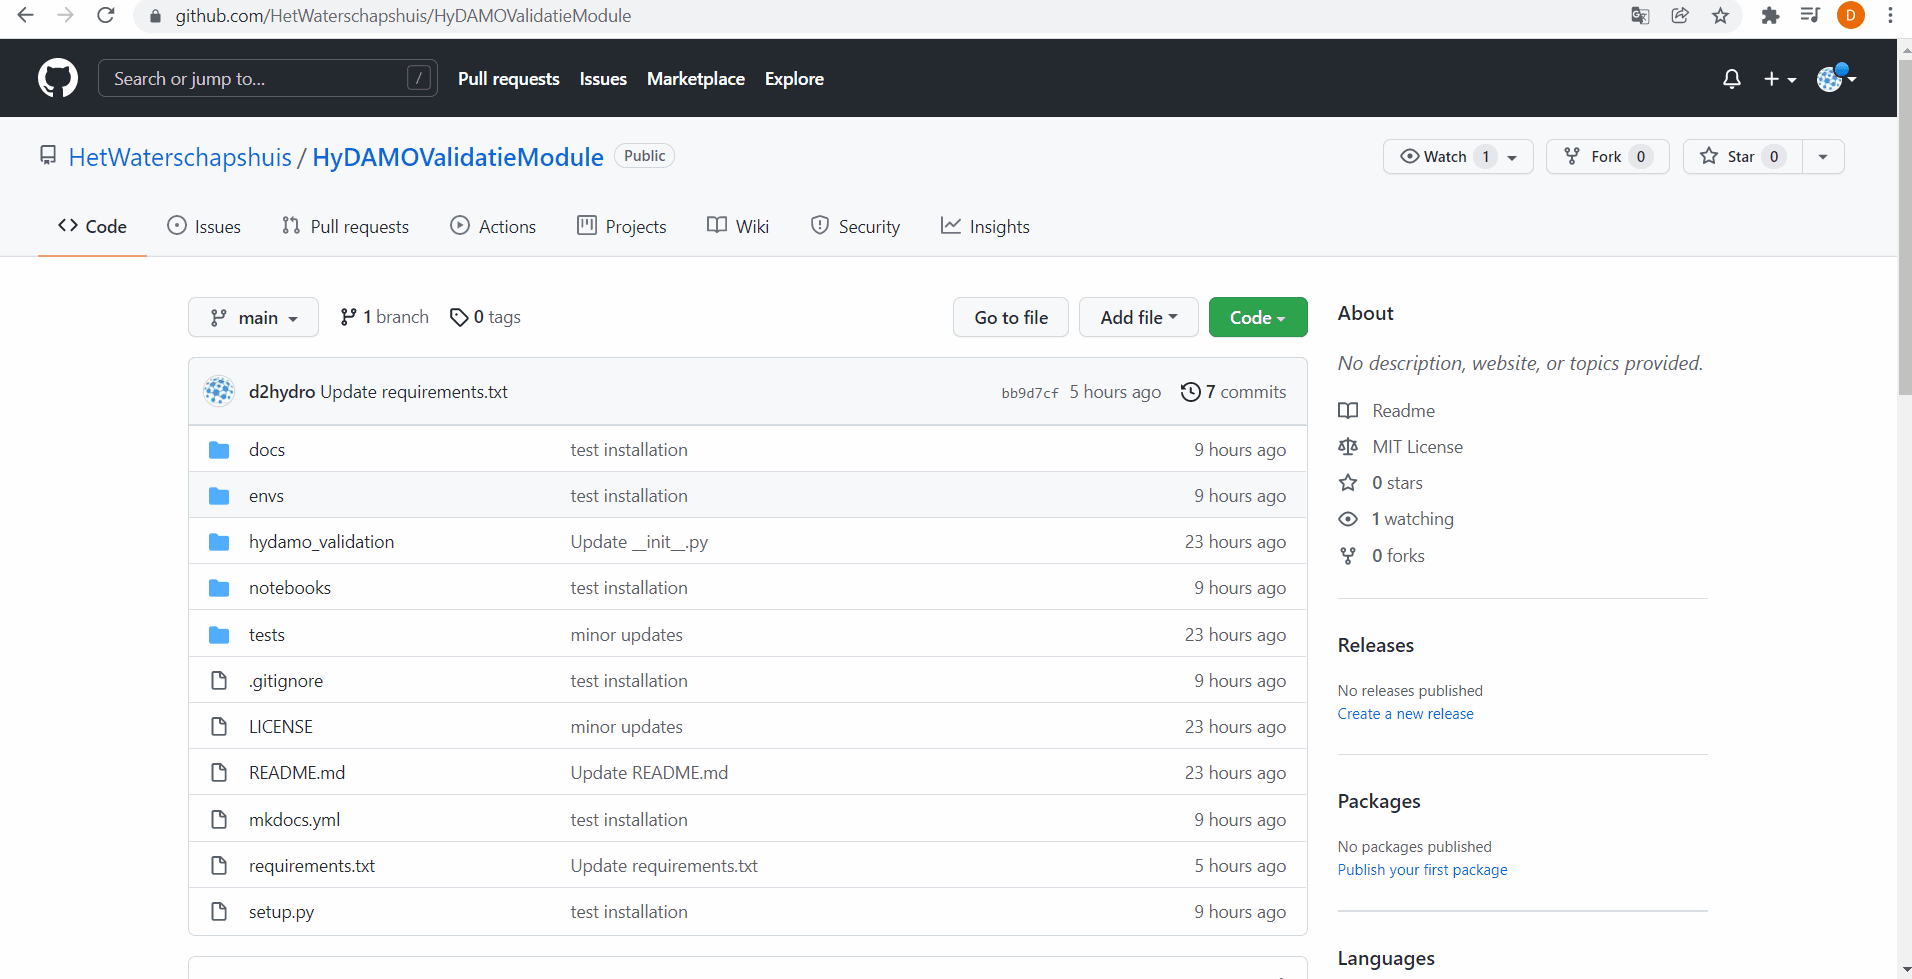 github.com/HetWaterschapshuis/HyDAMOValidatieModule
D
Search or jump to... /
Pull requests Issues Marketplace Explore
HetWaterschapshuis / HyDAMOValidatieModule Public
Watch 1 Fork 0 Star 0
Code Issues Pull requests Actions Projects Wiki Security Insights
main 1 branch 0 tags Go to file Add file Code
d2hydro Update requirements.txt bb9d7cf 5 hours ago 7 commits
docs test installation 9 hours ago
envs test installation 9 hours ago
hydamo_validation Update __init__.py 23 hours ago
notebooks test installation 9 hours ago
tests minor updates 23 hours ago
.gitignore test installation 9 hours ago
LICENSE minor updates 23 hours ago
README.md Update README.md 23 hours ago
mkdocs.yml test installation 9 hours ago
requirements.txt Update requirements.txt 5 hours ago
setup.py test installation 9 hours ago
About
No description, website, or topics provided.
Readme
MIT License
0 stars
1 watching
0 forks
Releases
No releases published
Create a new release
Packages
No packages published
Publish your first package
Languages